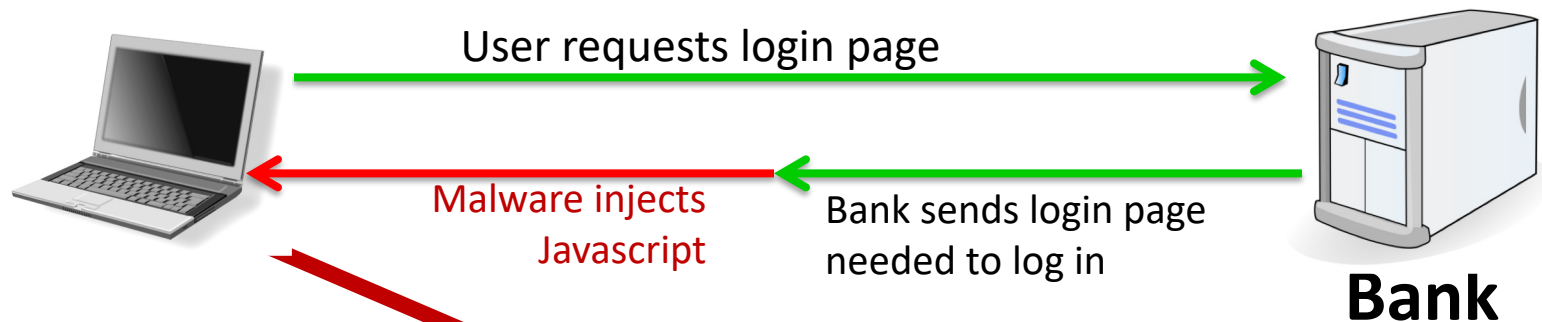 User requests login page
Malware injects
Javascript
Bank sends login page
needed to log in
Bank